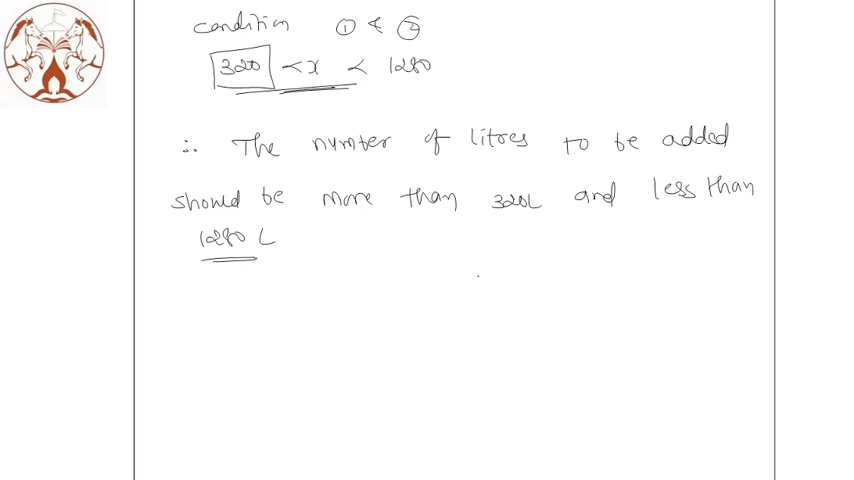 condition ① & ②
320 < x < 1280
∴ The number of litres to be added
should be more than 320L and less than
1280 L